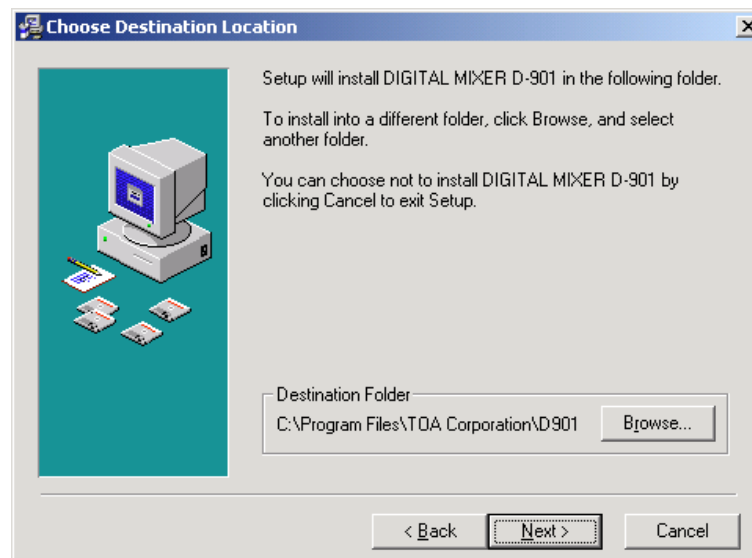 Choose Destination Location
Setup will install DIGITAL MIXER D-901 in the following folder.
To install into a different folder, click Browse, and select
another folder.
You can choose not to install DIGITAL MIXER D-901 by
clicking Cancel to exit Setup.
Destination Folder
C:\Program Files\TOA Corporation\D901
Browse...
< Back
Next >
Cancel